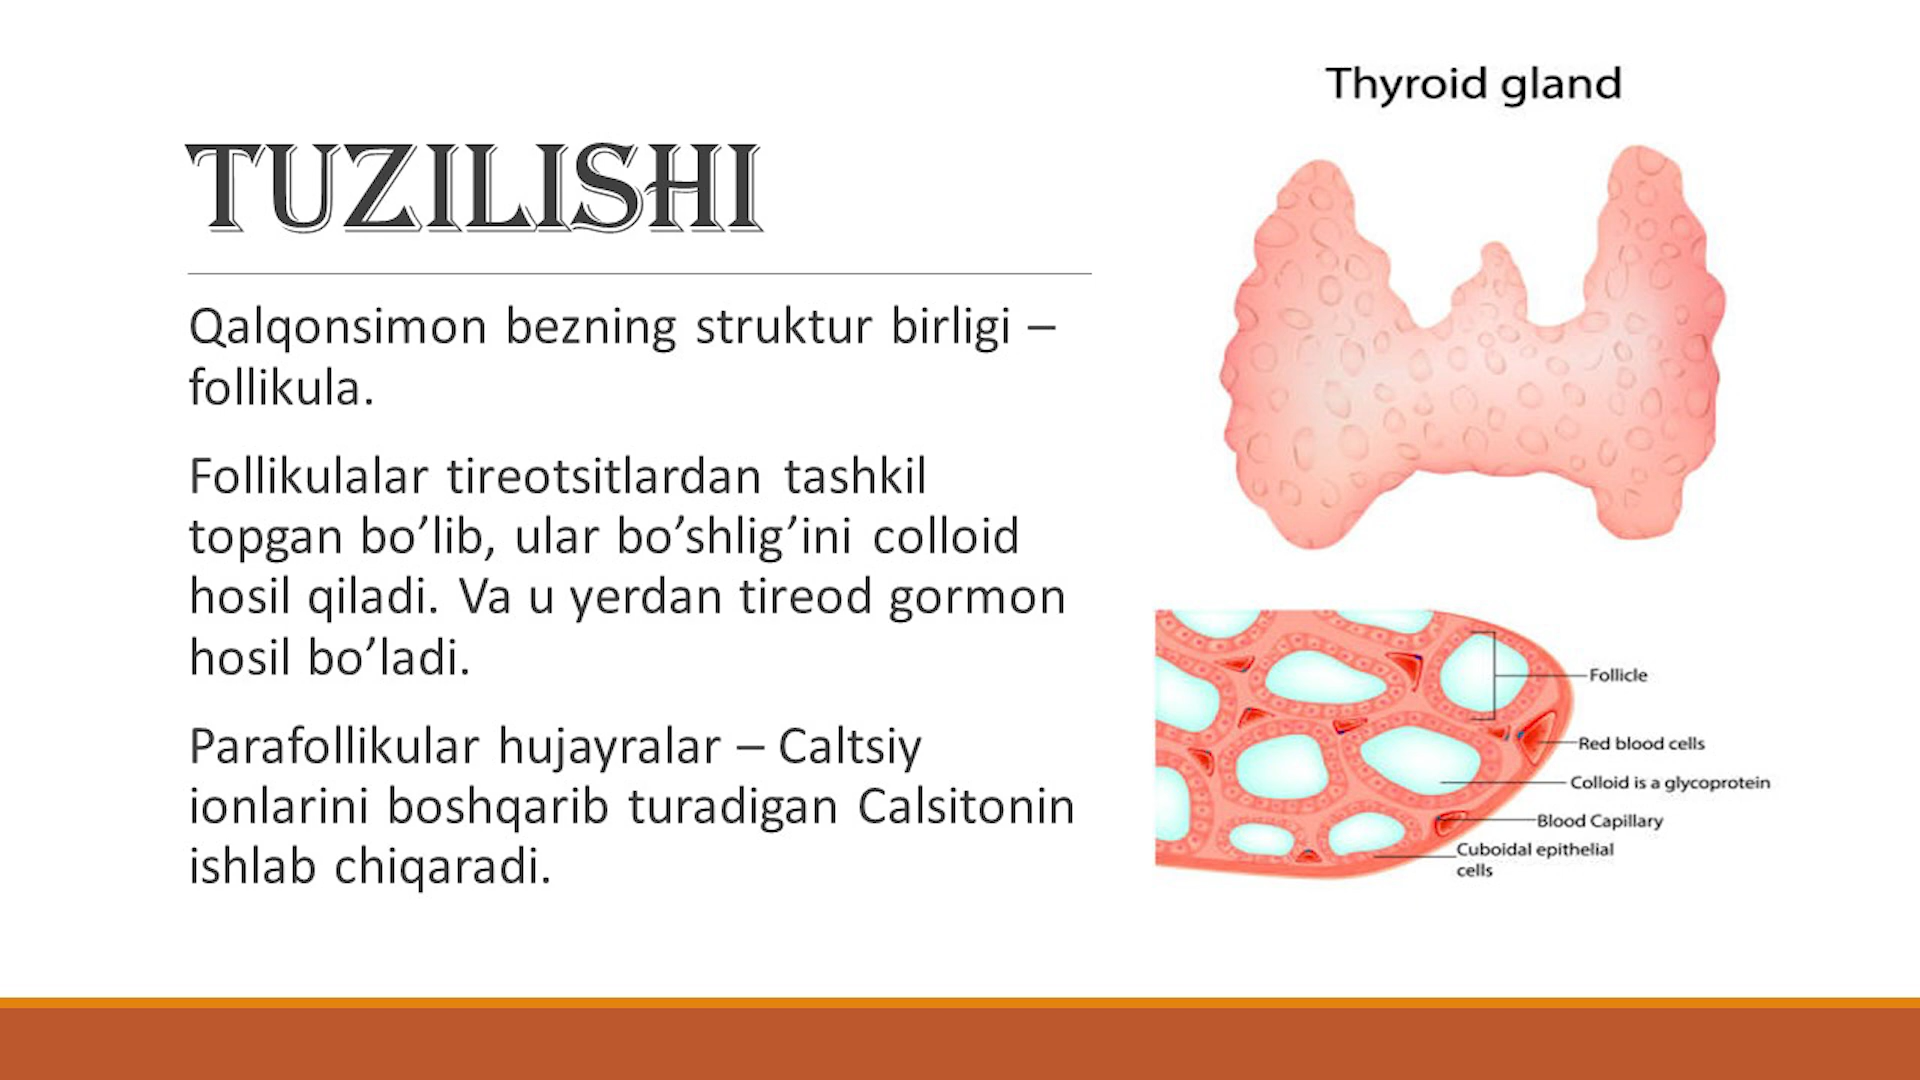 TUZILISHI
Qalqonsimon bezning struktur birligi –
follikula.
Follikulalar tireotsitlardan tashkil
topgan bo’lib, ular bo’shlig’ini colloid
hosil qiladi. Va u yerdan tireod gormon
hosil bo’ladi.
Parafollikular hujayralar – Caltsiy
ionlarini boshqarib turadigan Calsitonin
ishlab chiqaradi.
Thyroid gland
Follicle
Red blood cells
Colloid is a glycoprotein
Blood Capillary
Cuboidal epithelial
cells